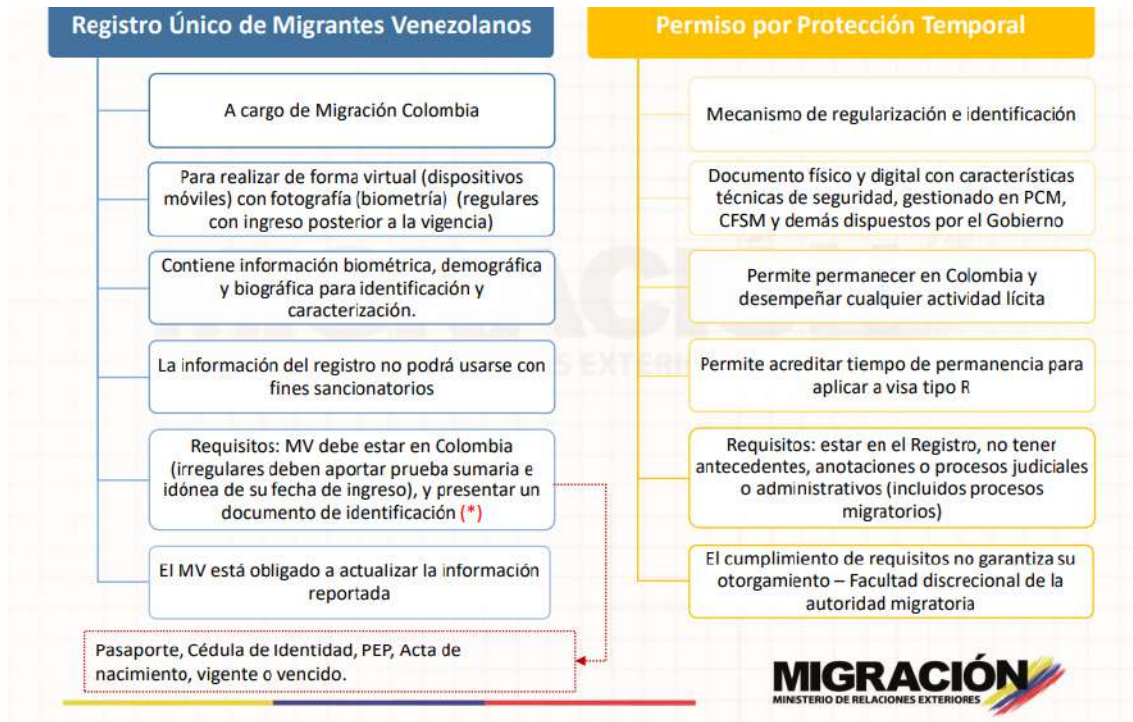 Registro Único de Migrantes Venezolanos
A cargo de Migración Colombia
Para realizar de forma virtual (dispositivos
móviles) con fotografía (biometría) (regulares
con ingreso posterior a la vigencia)
Contiene información biométrica, demográfica
y biográfica para identificación y
caracterización.
La información del registro no podrá usarse con
fines sancionatorios
Requisitos: MV debe estar en Colombia
(irregulares deben aportar prueba sumaria e
idónea de su fecha de ingreso), y presentar un
documento de identificación (*)
El MV está obligado a actualizar la información
reportada
Pasaporte, Cédula de Identidad, PEP, Acta de
nacimiento, vigente o vencido.
Permiso por Protección Temporal
Mecanismo de regularización e identificación
Documento físico y digital con características
técnicas de seguridad, gestionado en PCM,
CFSM y demás dispuestos por el Gobierno
Permite permanecer en Colombia y
desempeñar cualquier actividad lícita
Permite acreditar tiempo de permanencia para
aplicar a visa tipo R
Requisitos: estar en el Registro, no tener
antecedentes, anotaciones o procesos judiciales
o administrativos (incluidos procesos
migratorios)
El cumplimiento de requisitos no garantiza su
otorgamiento – Facultad discrecional de la
autoridad migratoria
MIGRACIÓN
MINISTERIO DE RELACIONES EXTERIORES